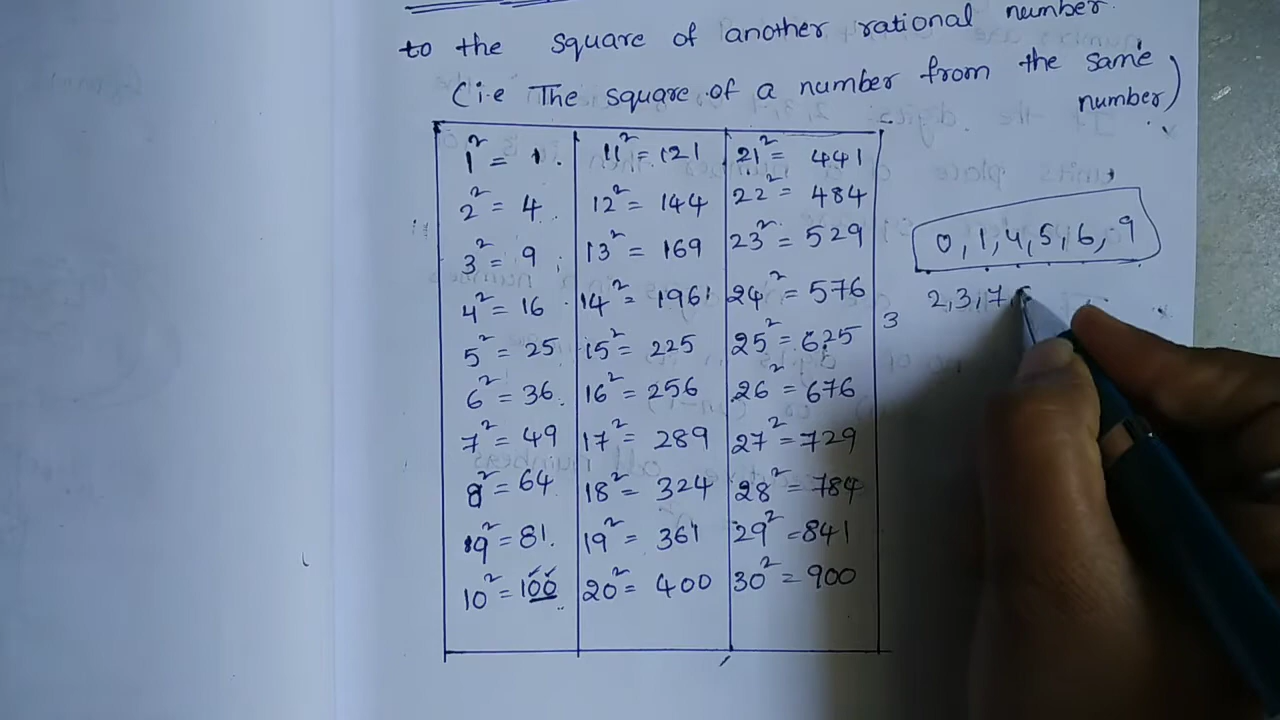 to the square of another rational number.
(i.e The square of a number from the same
number)
1² = 1. 11² = 121 21² = 441
2² = 4 12² = 144 22² = 484
3² = 9 13² = 169 23² = 529
4² = 16 14² = 196 24² = 576
5² = 25 15² = 225 25² = 625
6² = 36. 16² = 256 26² = 676
7² = 49 17² = 289 27² = 729
8² = 64 18² = 324 28² = 784
9² = 81. 19² = 361 29² = 841
10² = 100 20² = 400 30² = 900
0, 1, 4, 5, 6, 9
2, 3, 7,
3